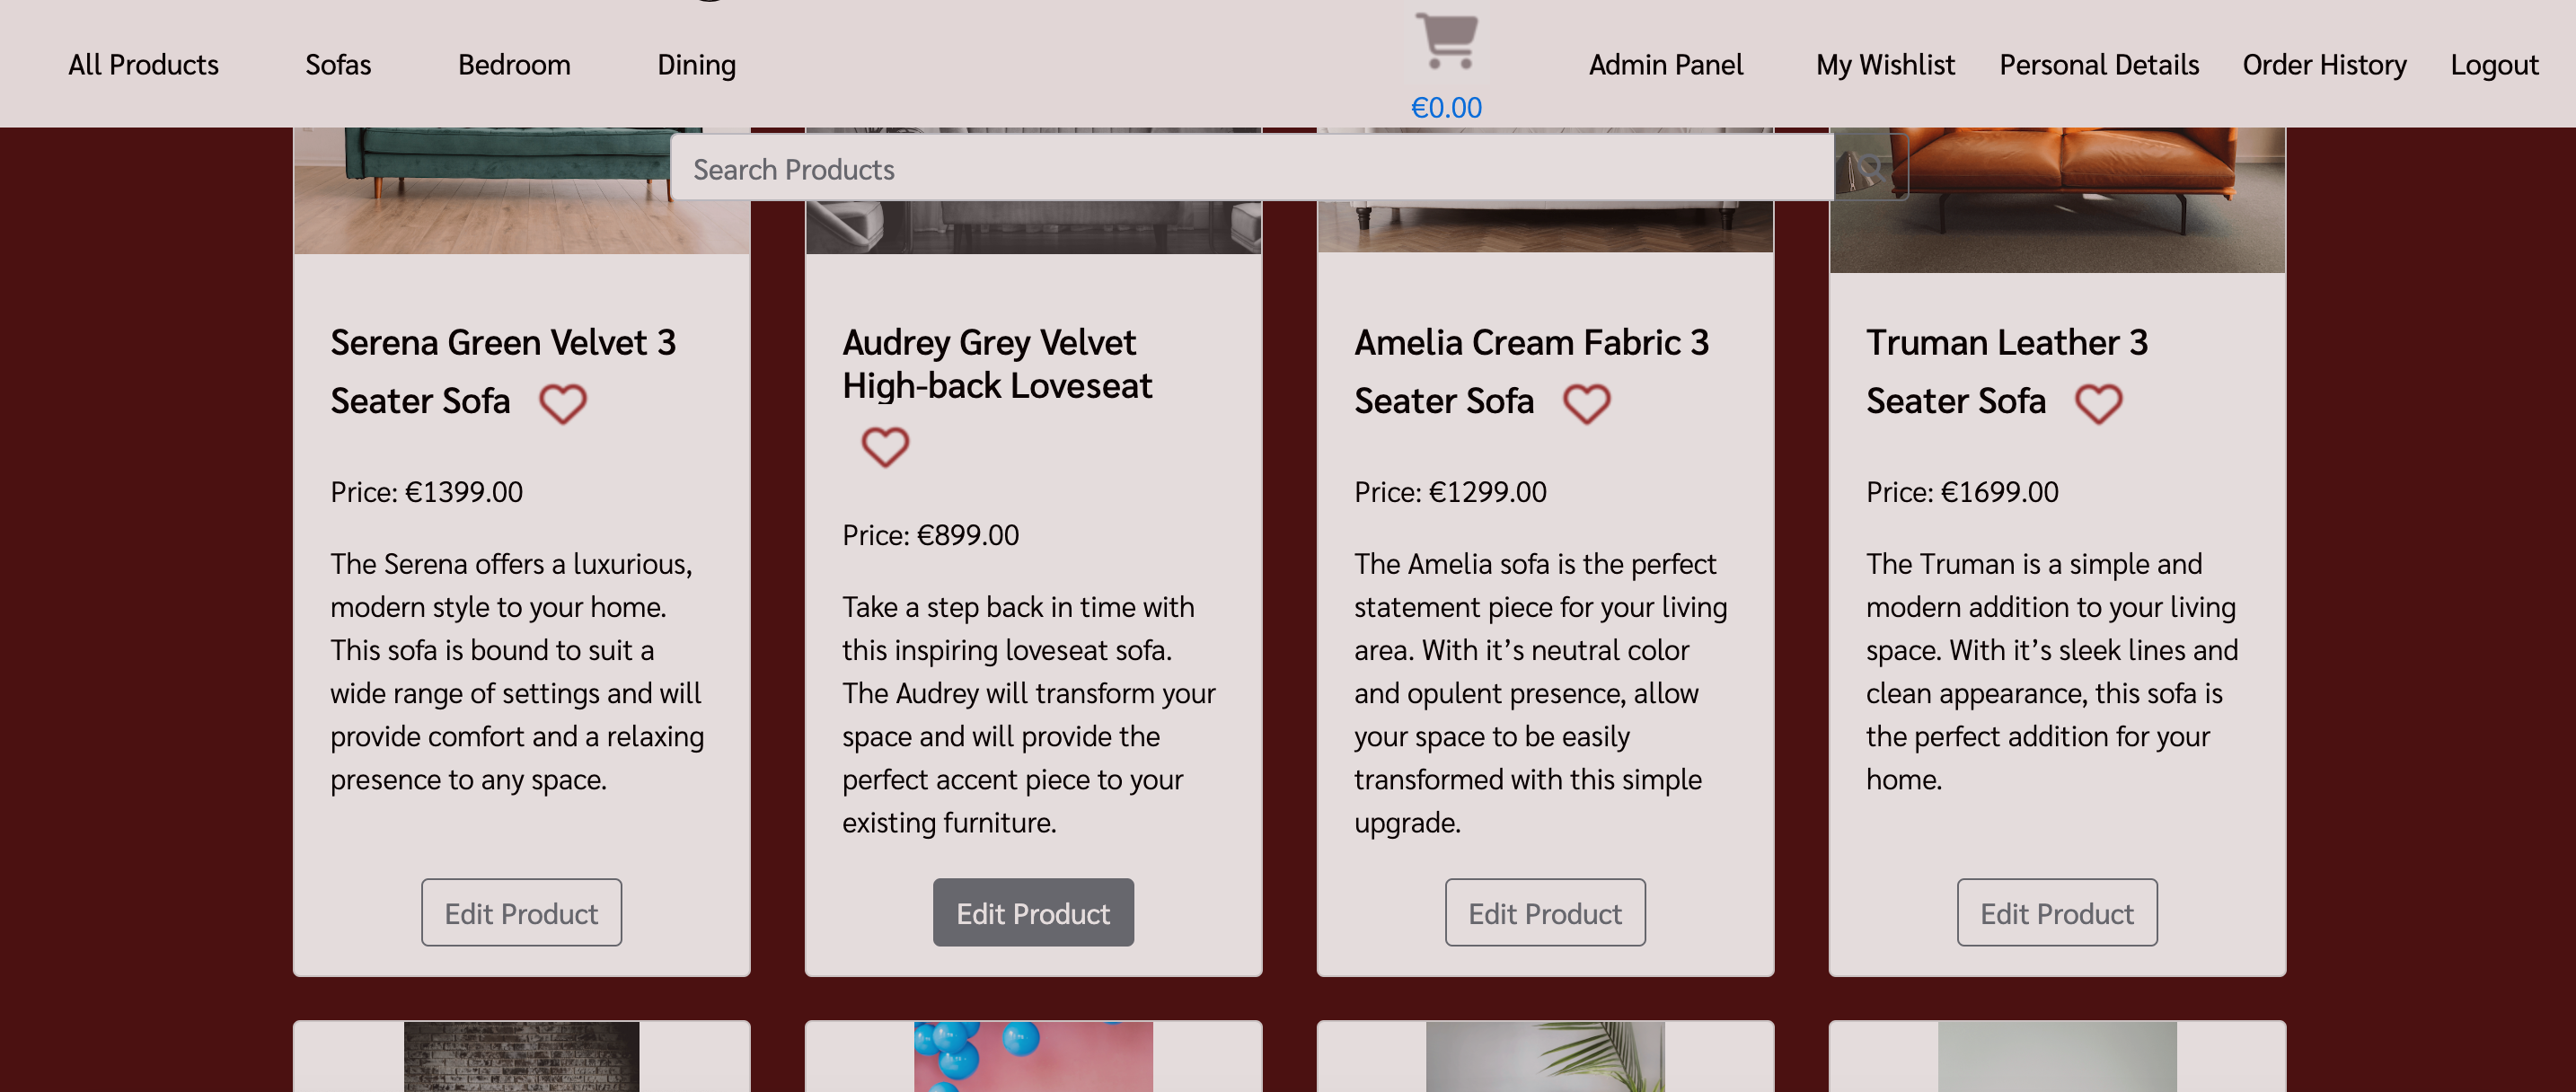 All Products
Sofas
Bedroom
Dining
€0.00
Admin Panel
My Wishlist
Personal Details
Order History
Logout
Search Products
Serena Green Velvet 3
Seater Sofa
Price: €1399.00
The Serena offers a luxurious,
modern style to your home.
This sofa is bound to suit a
wide range of settings and will
provide comfort and a relaxing
presence to any space.
Edit Product
Audrey Grey Velvet
High-back Loveseat
Price: €899.00
Take a step back in time with
this inspiring loveseat sofa.
The Audrey will transform your
space and will provide the
perfect accent piece to your
existing furniture.
Edit Product
Amelia Cream Fabric 3
Seater Sofa
Price: €1299.00
The Amelia sofa is the perfect
statement piece for your living
area. With it’s neutral color
and opulent presence, allow
your space to be easily
transformed with this simple
upgrade.
Edit Product
Truman Leather 3
Seater Sofa
Price: €1699.00
The Truman is a simple and
modern addition to your living
space. With it’s sleek lines and
clean appearance, this sofa is
the perfect addition for your
home.
Edit Product